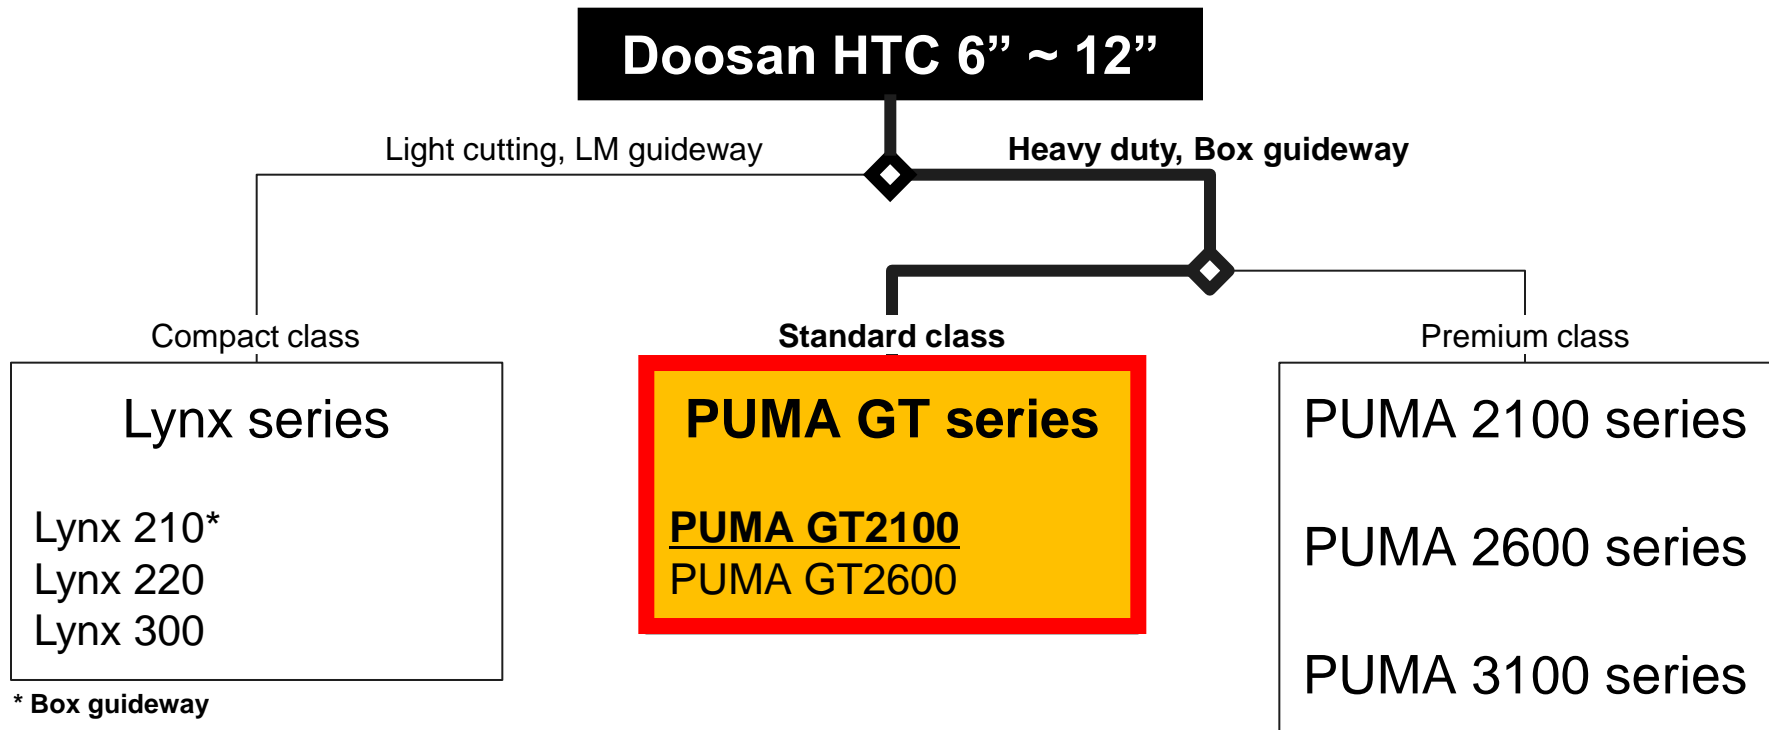 Doosan HTC 6” ~ 12”
Light cutting, LM guideway
Heavy duty, Box guideway
Compact class
Lynx series
Lynx 210*
Lynx 220
Lynx 300
* Box guideway
Standard class
PUMA GT series
PUMA GT2100
PUMA GT2600
Premium class
PUMA 2100 series
PUMA 2600 series
PUMA 3100 series